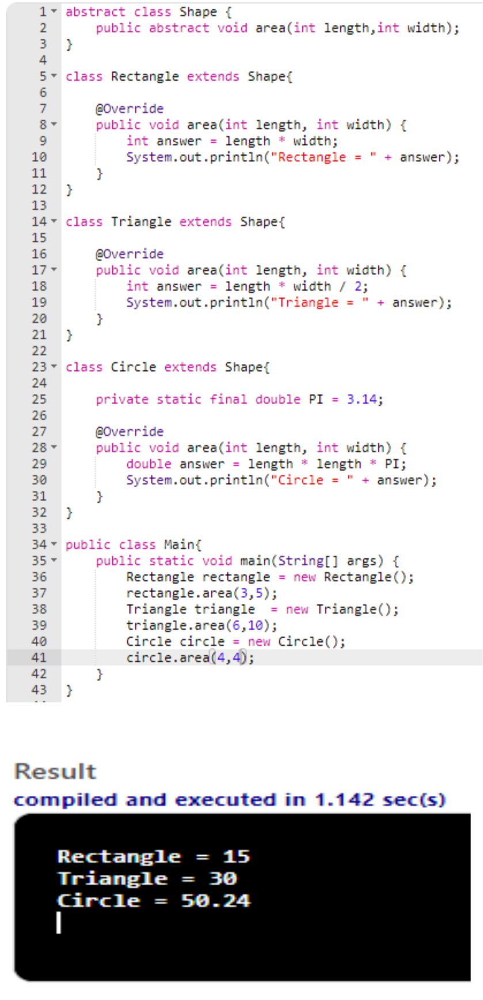 1 abstract class Shape {
2     public abstract void area(int length,int width);
3 }
4
5 class Rectangle extends Shape{
6
7     @Override
8     public void area(int length, int width) {
9         int answer = length * width;
10         System.out.println("Rectangle = " + answer);
11     }
12 }
13
14 class Triangle extends Shape{
15
16     @Override
17     public void area(int length, int width) {
18         int answer = length * width / 2;
19         System.out.println("Triangle = " + answer);
20     }
21 }
22
23 class Circle extends Shape{
24
25     private static final double PI = 3.14;
26
27     @Override
28     public void area(int length, int width) {
29         double answer = length * length * PI;
30         System.out.println("Circle = " + answer);
31     }
32 }
33
34 public class Main{
35     public static void main(String[] args) {
36         Rectangle rectangle = new Rectangle();
37         rectangle.area(3,5);
38         Triangle triangle  = new Triangle();
39         triangle.area(6,10);
40         Circle circle = new Circle();
41         circle.area(4,4);
42     }
43 }
Result
compiled and executed in 1.142 sec(s)
Rectangle = 15
Triangle = 30
Circle = 50.24